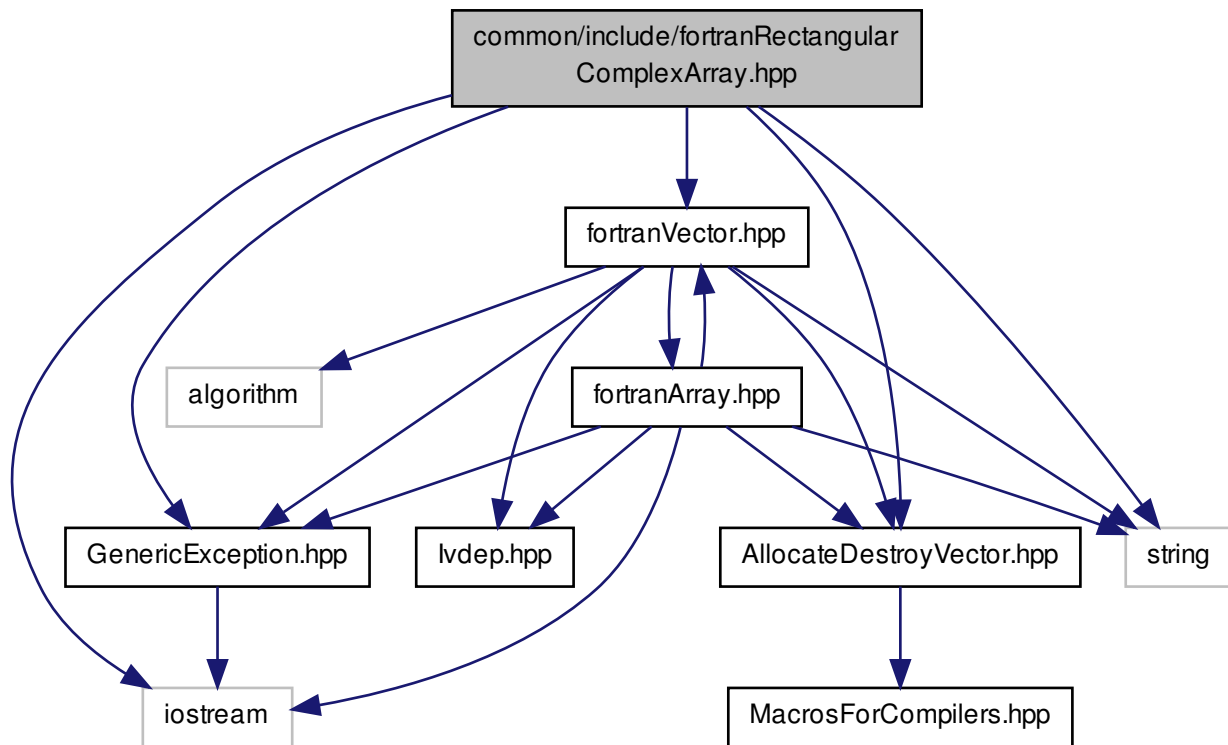 common/include/fortranRectangular
ComplexArray.hpp
fortranVector.hpp
algorithm
fortranArray.hpp
GenericException.hpp
Ivdep.hpp
AllocateDestroyVector.hpp
string
iostream
MacrosForCompilers.hpp